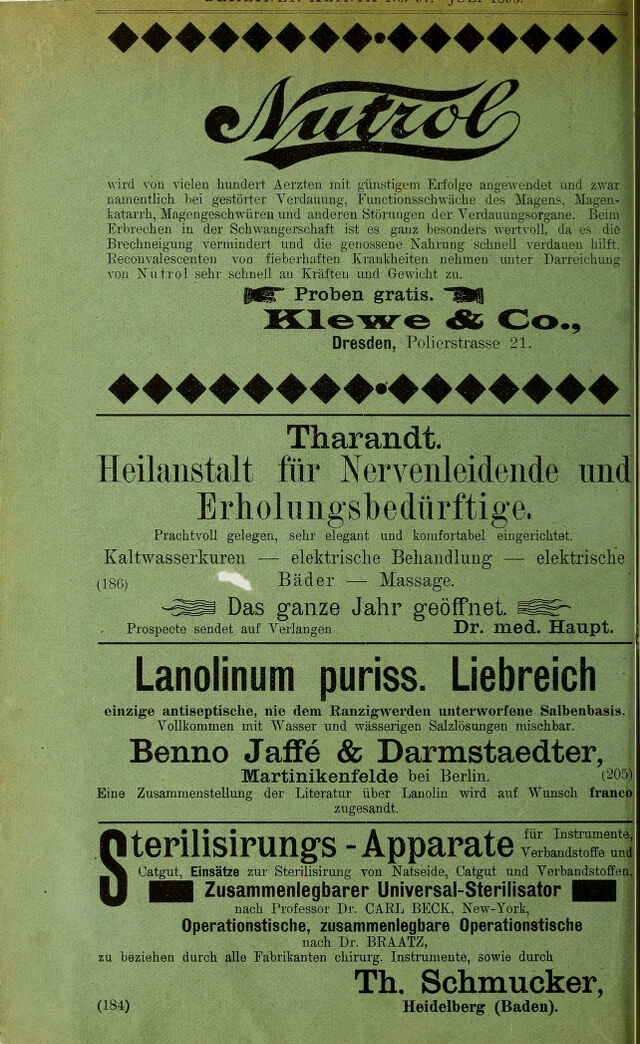 Nutrol
wird von vielen hundert Aerzten mit günstigem Erfolge angewendet und zwar
namentlich bei gestörter Verdauung, Functionsschwäche des Magens, Magen-
katarrh, Magengeschwüren und anderen Störungen der Verdauungsorgane. Beim
Erbrechen in der Schwangerschaft ist es ganz besonders wertvoll, da es die
Brechneigung vermindert und die genossene Nahrung schnell verdauen hilft.
Reconvalescenten von fieberhaften Krankheiten nehmen unter Darreichung
von Nutrol sehr schnell an Kräften und Gewicht zu.
Proben gratis.
Klewe & Co.,
Dresden, Polierstrasse 21.
Tharandt.
Heilanstalt für Nervenleidende und
Erholungsbedürftige.
Prachtvoll gelegen, sehr elegant und komfortabel eingerichtet.
Kaltwasserkuren — elektrische Behandlung — elektrische
(186) Bäder — Massage.
Das ganze Jahr geöffnet.
Prospecte sendet auf Verlangen Dr. med. Haupt.
Lanolinum puriss. Liebreich
einzige antiseptische, nie dem Ranzigwerden unterworfene Salbenbasis.
Vollkommen mit Wasser und wässerigen Salzlösungen mischbar.
Benno Jaffé & Darmstaedter,
Martinikenfelde bei Berlin. (205)
Eine Zusammenstellung der Literatur über Lanolin wird auf Wunsch franco
zugesandt.
Sterilisirungs-Apparate für Instrumente,
Verbandstoffe und
Catgut, Einsätze zur Sterilisirung von Natseide, Catgut und Verbandstoffen.
Zusammenlegbarer Universal-Sterilisator
nach Professor Dr. CARL BECK, New-York,
Operationstische, zusammenlegbare Operationstische
nach Dr. BRAATZ,
zu beziehen durch alle Fabrikanten chirurg. Instrumente, sowie durch
Th. Schmucker,
(184) Heidelberg (Baden).